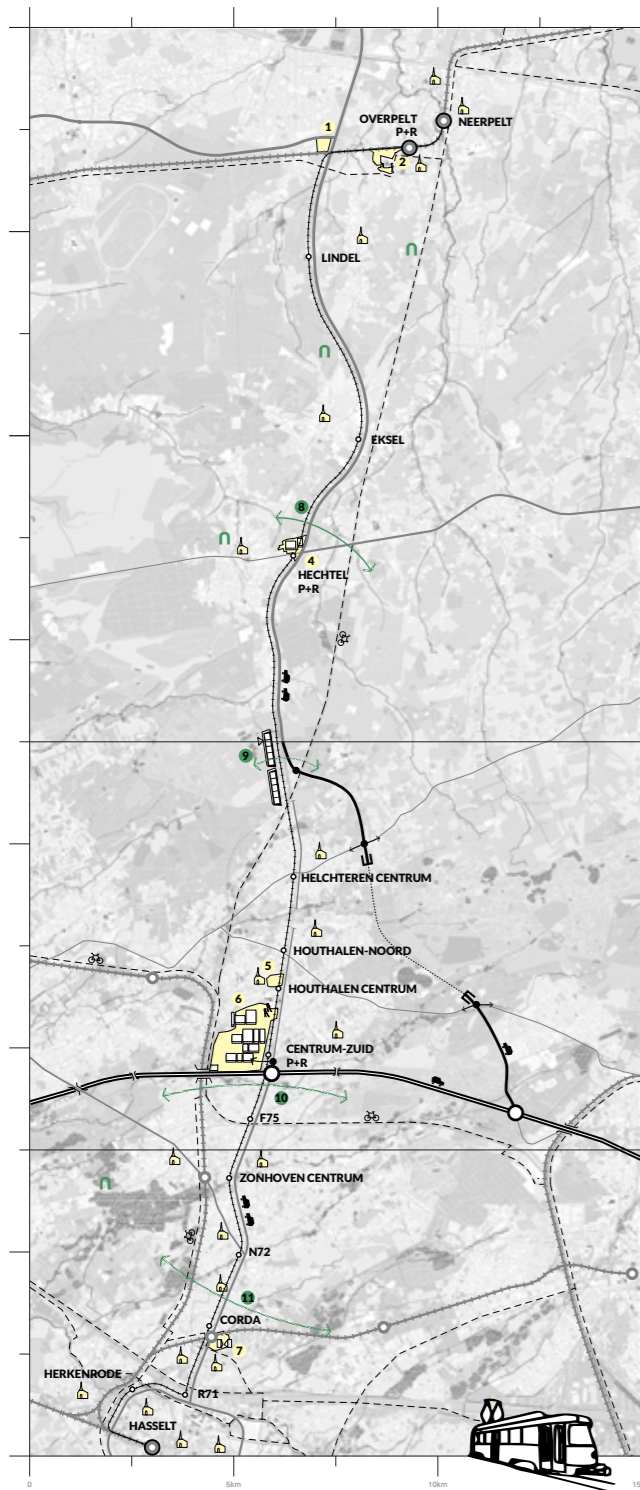 1
OVERPELT
P+R
NEERPELT
2
LINDEL
EKSEL
8
4
HECHTEL
P+R
9
HELCHTEREN CENTRUM
HOUTHALEN-NOORD
5
HOUTHALEN CENTRUM
6
CENTRUM-ZUID
P+R
10
F75
ZONHOVEN CENTRUM
N72
11
CORDA
7
HERKENRODE
R71
HASSELT
0
5km
10km
15